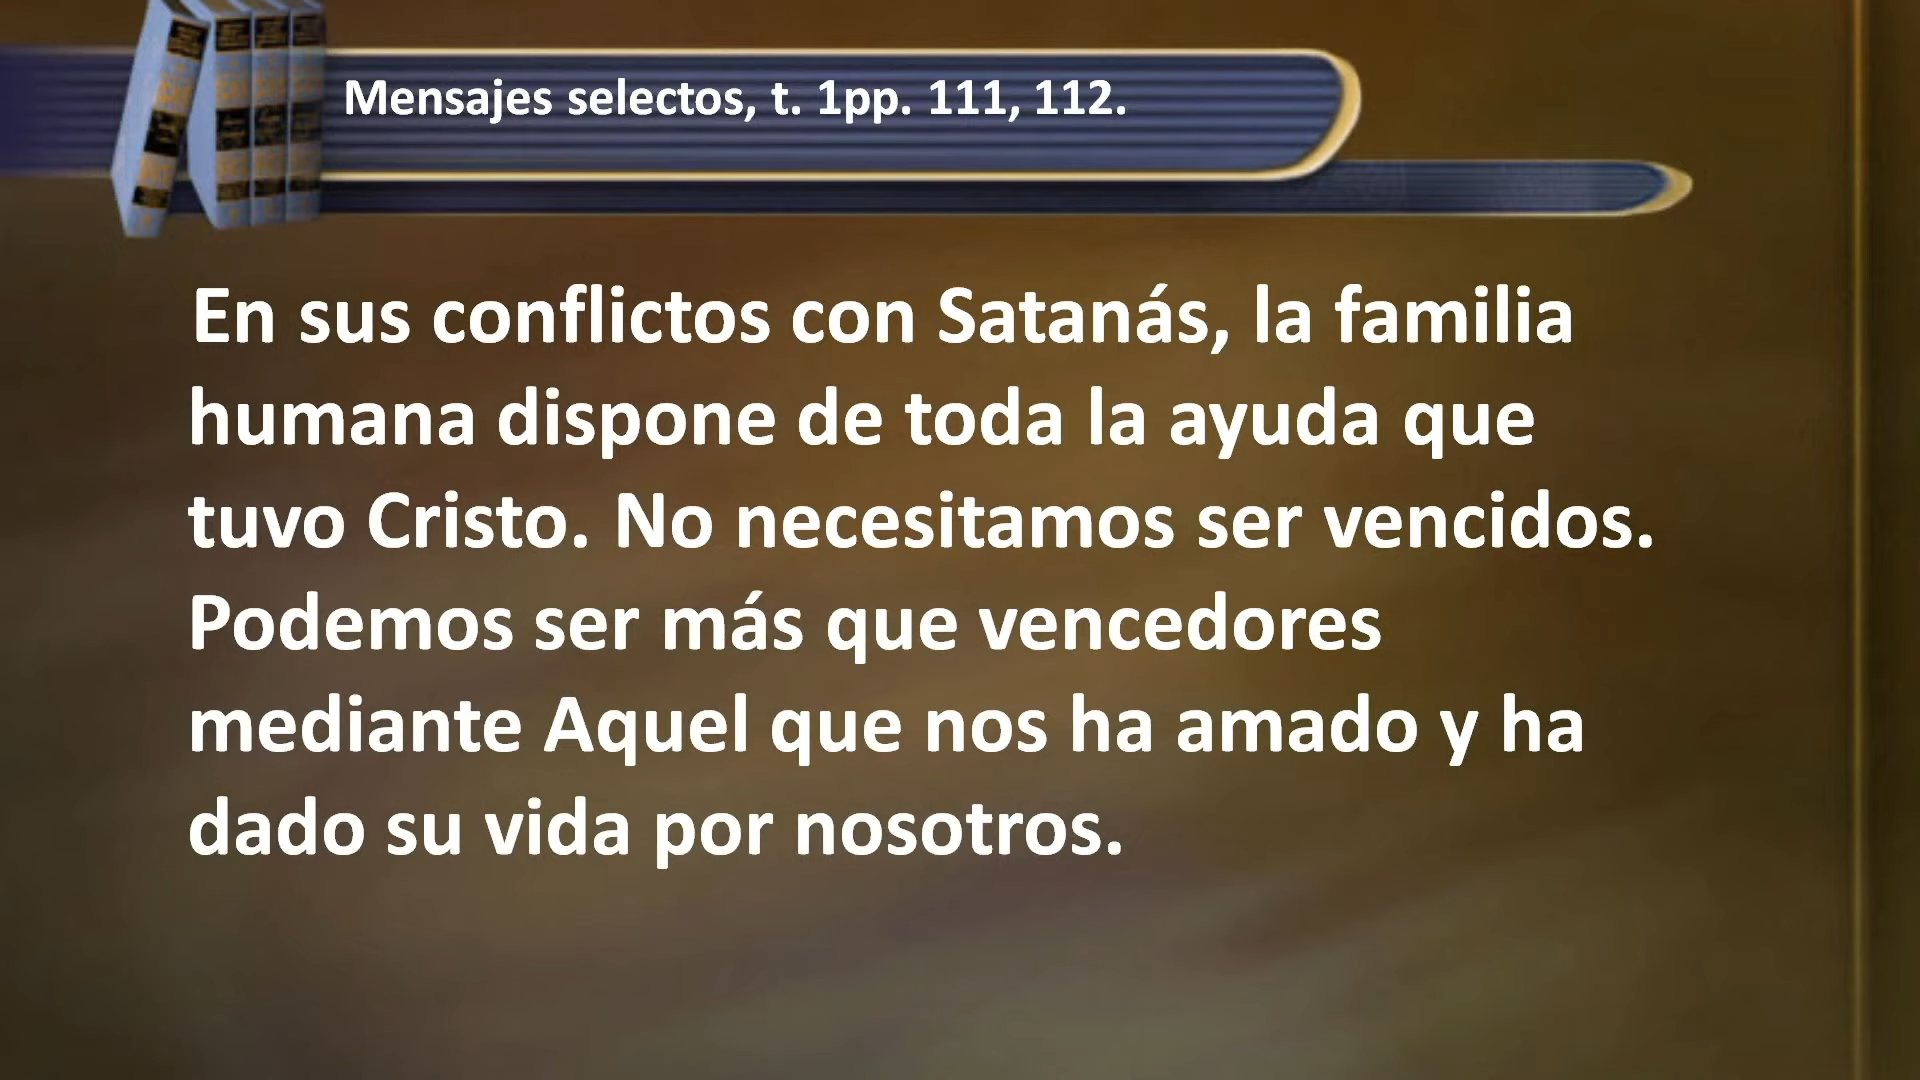 Mensajes selectos, t. 1pp. 111, 112.
En sus conflictos con Satanás, la familia
humana dispone de toda la ayuda que
tuvo Cristo. No necesitamos ser vencidos.
Podemos ser más que vencedores
mediante Aquel que nos ha amado y ha
dado su vida por nosotros.